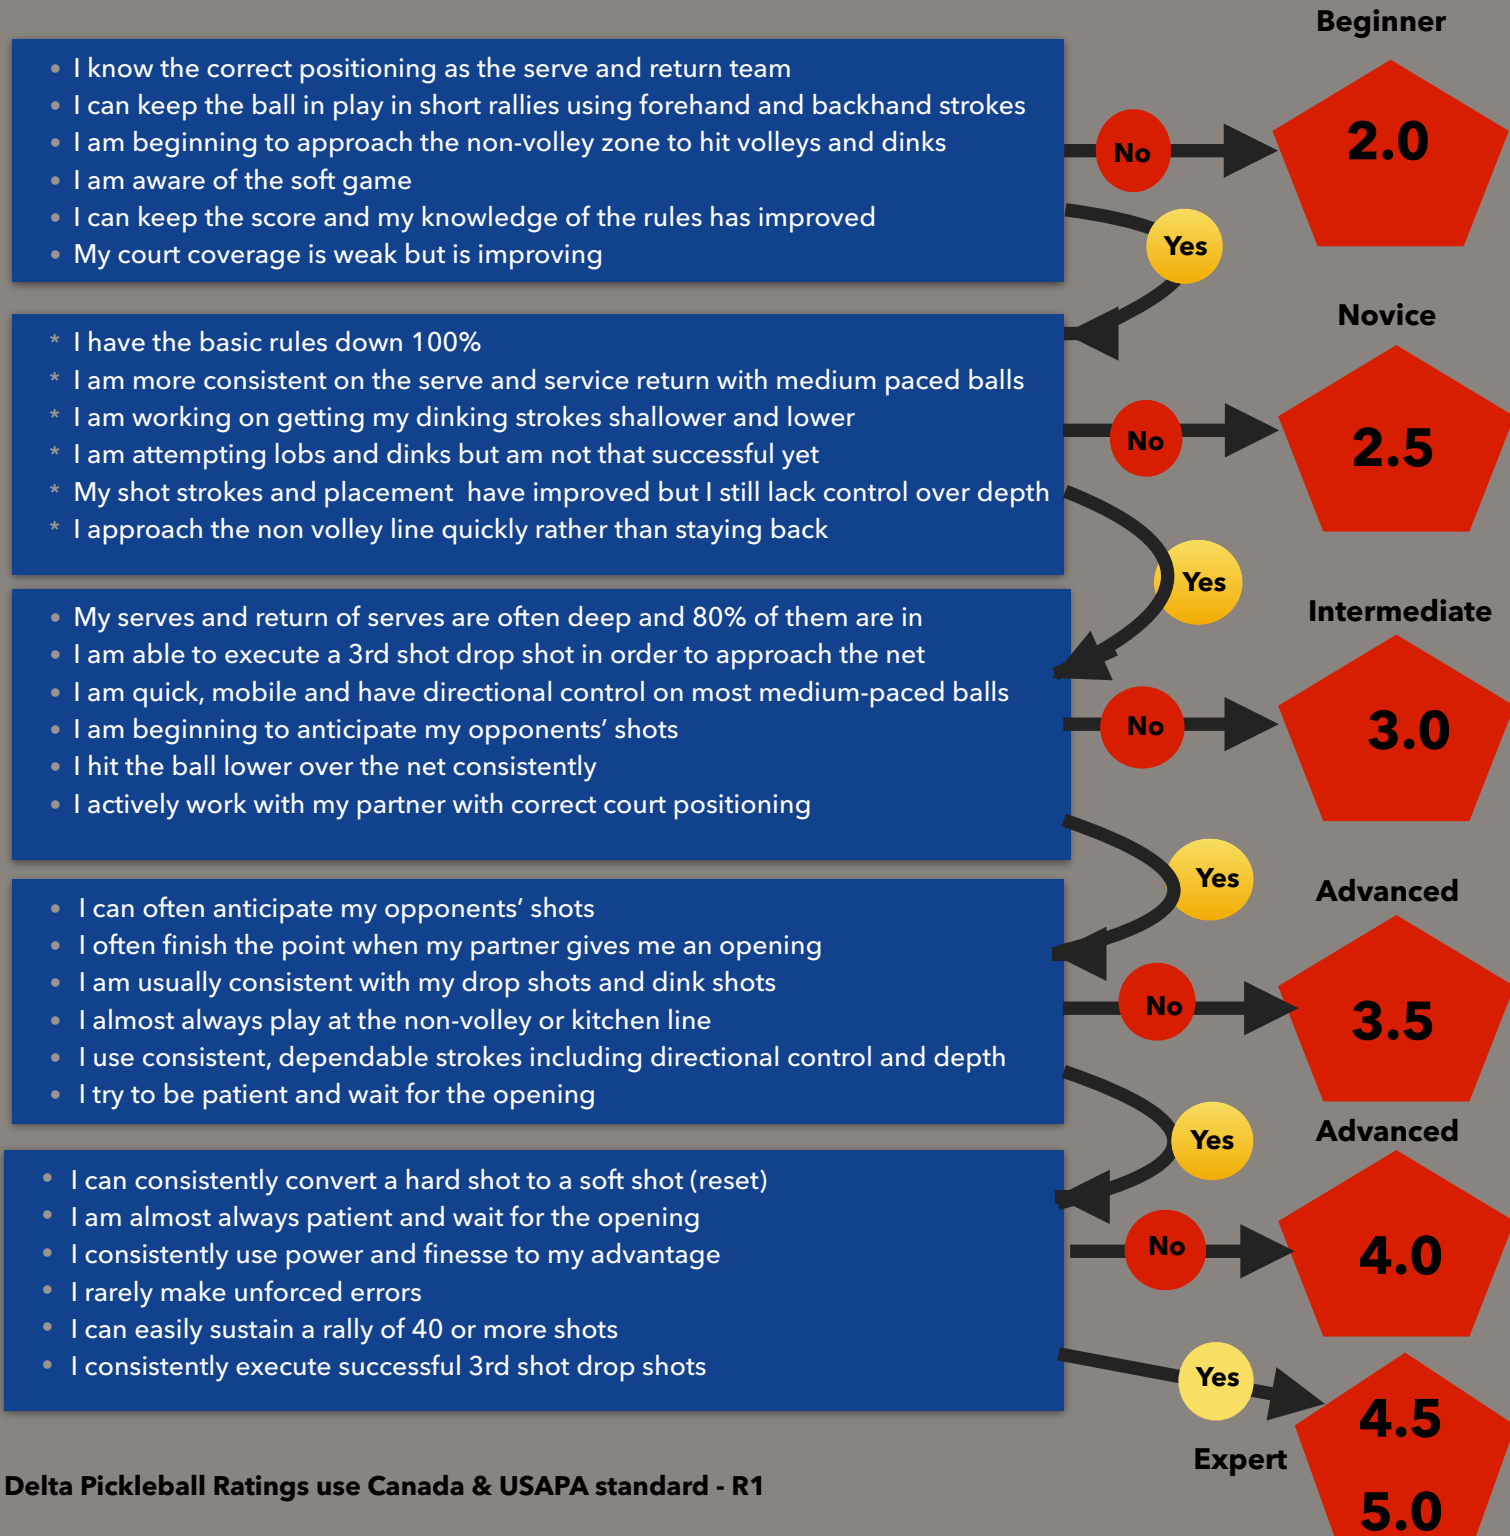 Beginner
• I know the correct positioning as the serve and return team
• I can keep the ball in play in short rallies using forehand and backhand strokes
• I am beginning to approach the non-volley zone to hit volleys and dinks
• I am aware of the soft game
• I can keep the score and my knowledge of the rules has improved
• My court coverage is weak but is improving
No
2.0
Yes
Novice
* I have the basic rules down 100%
* I am more consistent on the serve and service return with medium paced balls
* I am working on getting my dinking strokes shallower and lower
* I am attempting lobs and dinks but am not that successful yet
* My shot strokes and placement  have improved but I still lack control over depth
* I approach the non volley line quickly rather than staying back
No
2.5
Yes
Intermediate
• My serves and return of serves are often deep and 80% of them are in
• I am able to execute a 3rd shot drop shot in order to approach the net
• I am quick, mobile and have directional control on most medium-paced balls
• I am beginning to anticipate my opponents’ shots
• I hit the ball lower over the net consistently
• I actively work with my partner with correct court positioning
No
3.0
Yes
Advanced
• I can often anticipate my opponents’ shots
• I often finish the point when my partner gives me an opening
• I am usually consistent with my drop shots and dink shots
• I almost always play at the non-volley or kitchen line
• I use consistent, dependable strokes including directional control and depth
• I try to be patient and wait for the opening
No
3.5
Yes
Advanced
• I can consistently convert a hard shot to a soft shot (reset)
• I am almost always patient and wait for the opening
• I consistently use power and finesse to my advantage
• I rarely make unforced errors
• I can easily sustain a rally of 40 or more shots
• I consistently execute successful 3rd shot drop shots
No
4.0
Yes
4.5
Expert
5.0
Delta Pickleball Ratings use Canada & USAPA standard - R1